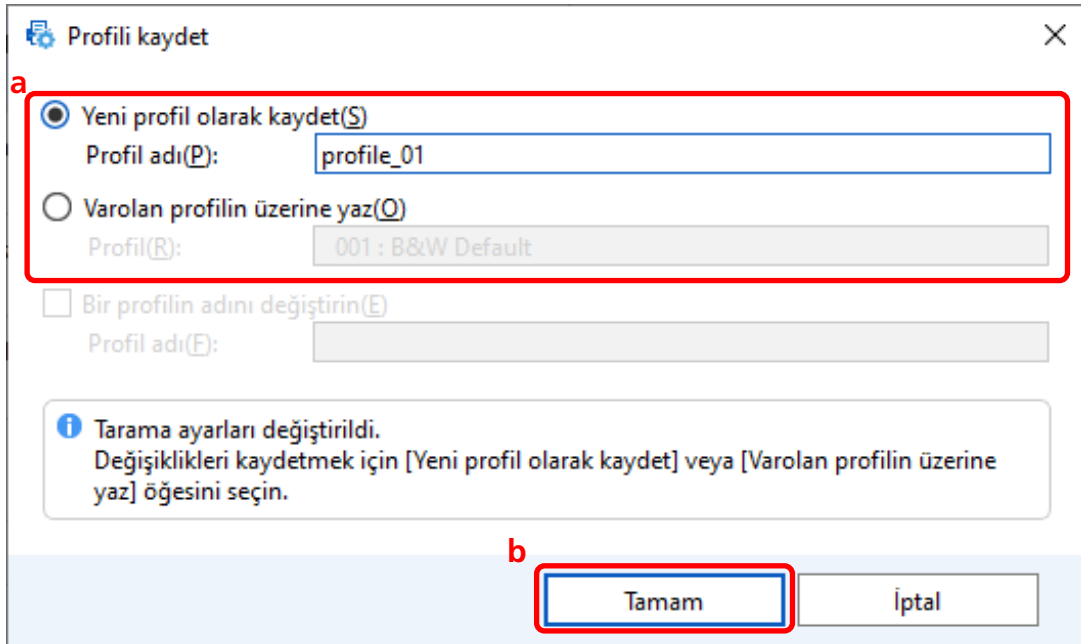 Profili kaydet
a
Yeni profil olarak kaydet(S)
Profil adı(P): profile_01
Varolan profilin üzerine yaz(O)
Profil(R): 001 : B&W Default
Bir profilin adını değiştirin(E)
Profil adı(F):
Tarama ayarları değiştirildi.
Değişiklikleri kaydetmek için [Yeni profil olarak kaydet] veya [Varolan profilin üzerine
yaz] öğesini seçin.
b
Tamam İptal